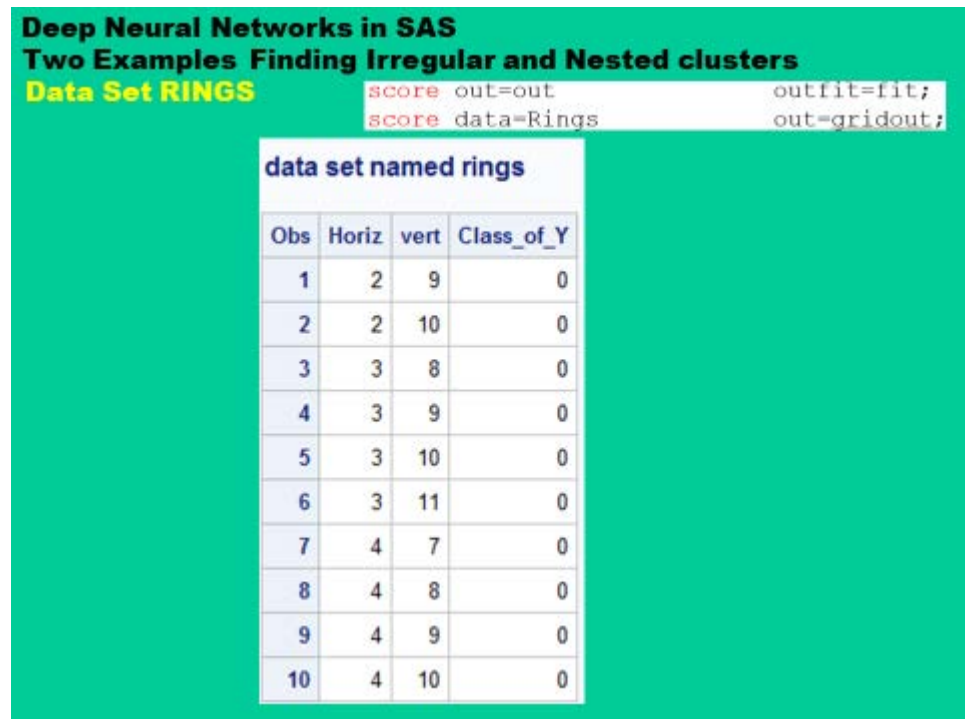 Deep Neural Networks in SAS
Two Examples Finding Irregular and Nested clusters
Data Set RINGS
score out=out outfit=fit;
score data=Rings out=gridout;
data set named rings
Obs Horiz vert Class_of_Y
1 2 9 0
2 2 10 0
3 3 8 0
4 3 9 0
5 3 10 0
6 3 11 0
7 4 7 0
8 4 8 0
9 4 9 0
10 4 10 0